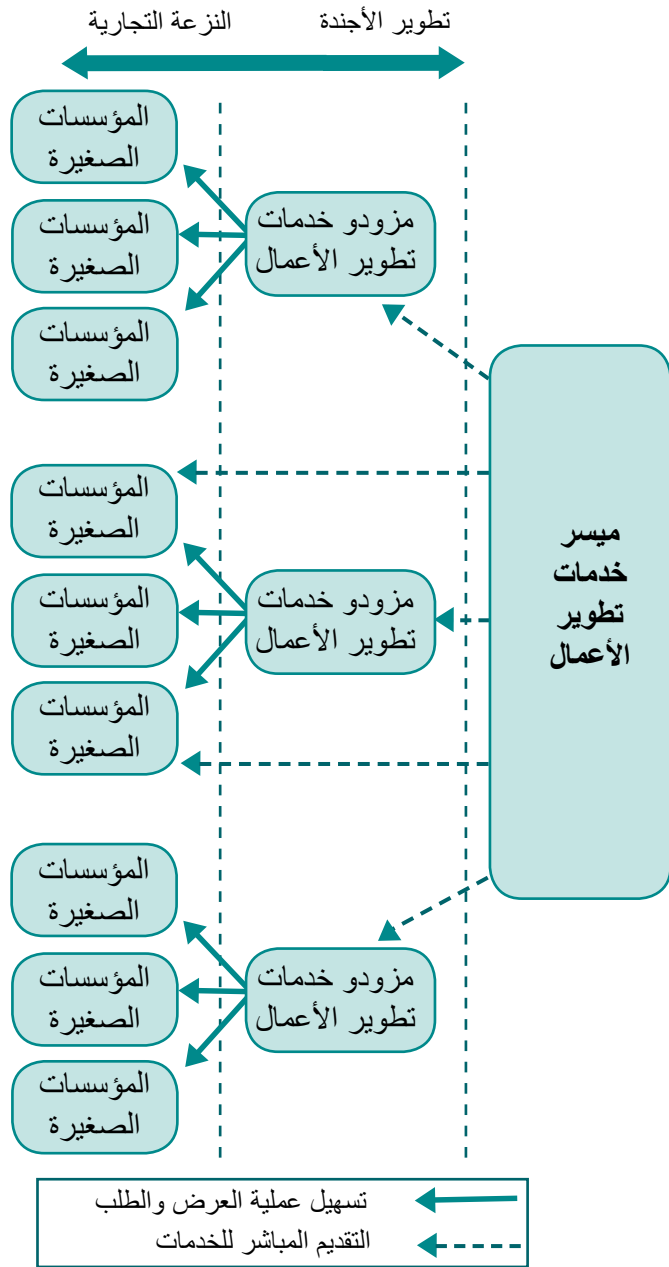 تطوير الأجندة
النزعة التجارية
المؤسسات
الصغيرة
المؤسسات
الصغيرة
المؤسسات
الصغيرة
مزودو خدمات
تطوير الأعمال
المؤسسات
الصغيرة
المؤسسات
الصغيرة
المؤسسات
الصغيرة
مزودو خدمات
تطوير الأعمال
ميسر
خدمات
تطوير
الأعمال
المؤسسات
الصغيرة
المؤسسات
الصغيرة
المؤسسات
الصغيرة
مزودو خدمات
تطوير الأعمال
تسهيل عملية العرض والطلب
التقديم المباشر للخدمات